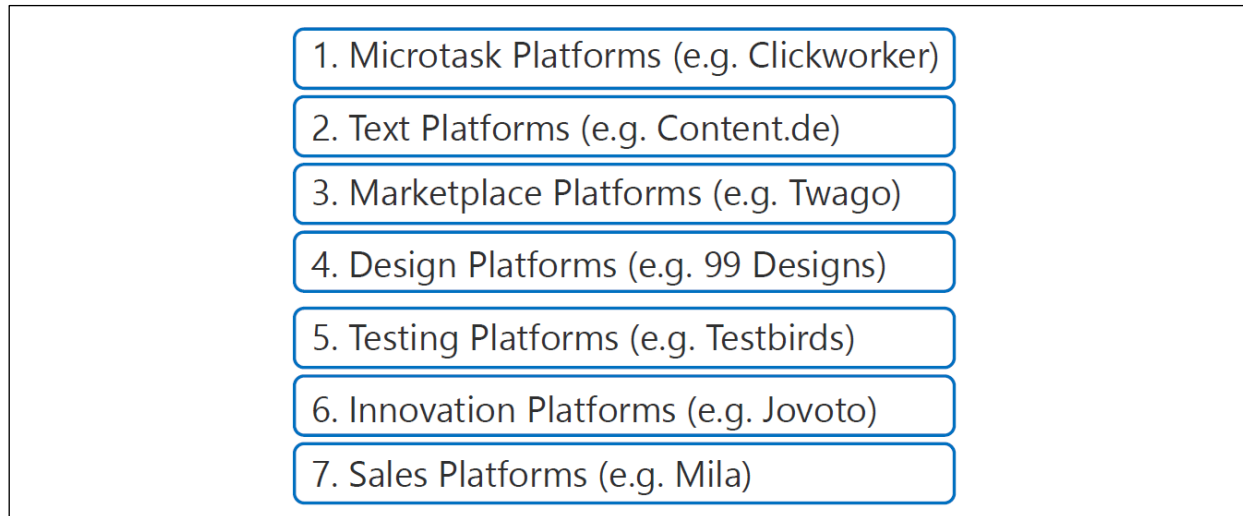 1. Microtask Platforms (e.g. Clickworker)
2. Text Platforms (e.g. Content.de)
3. Marketplace Platforms (e.g. Twago)
4. Design Platforms (e.g. 99 Designs)
5. Testing Platforms (e.g. Testbirds)
6. Innovation Platforms (e.g. Jovoto)
7. Sales Platforms (e.g. Mila)